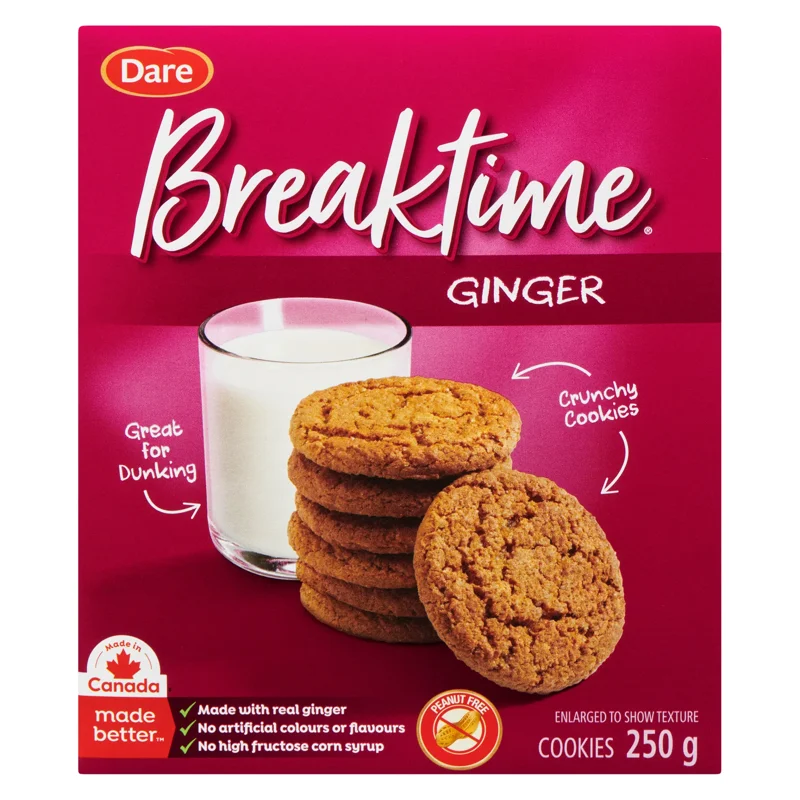 Dare
Breaktime®
GINGER
Crunchy
Cookies
Great
for
Dunking
Made in
Canada
made
better™
Made with real ginger
No artificial colours or flavours
No high fructose corn syrup
PEANUT FREE
ENLARGED TO SHOW TEXTURE
COOKIES 250 g